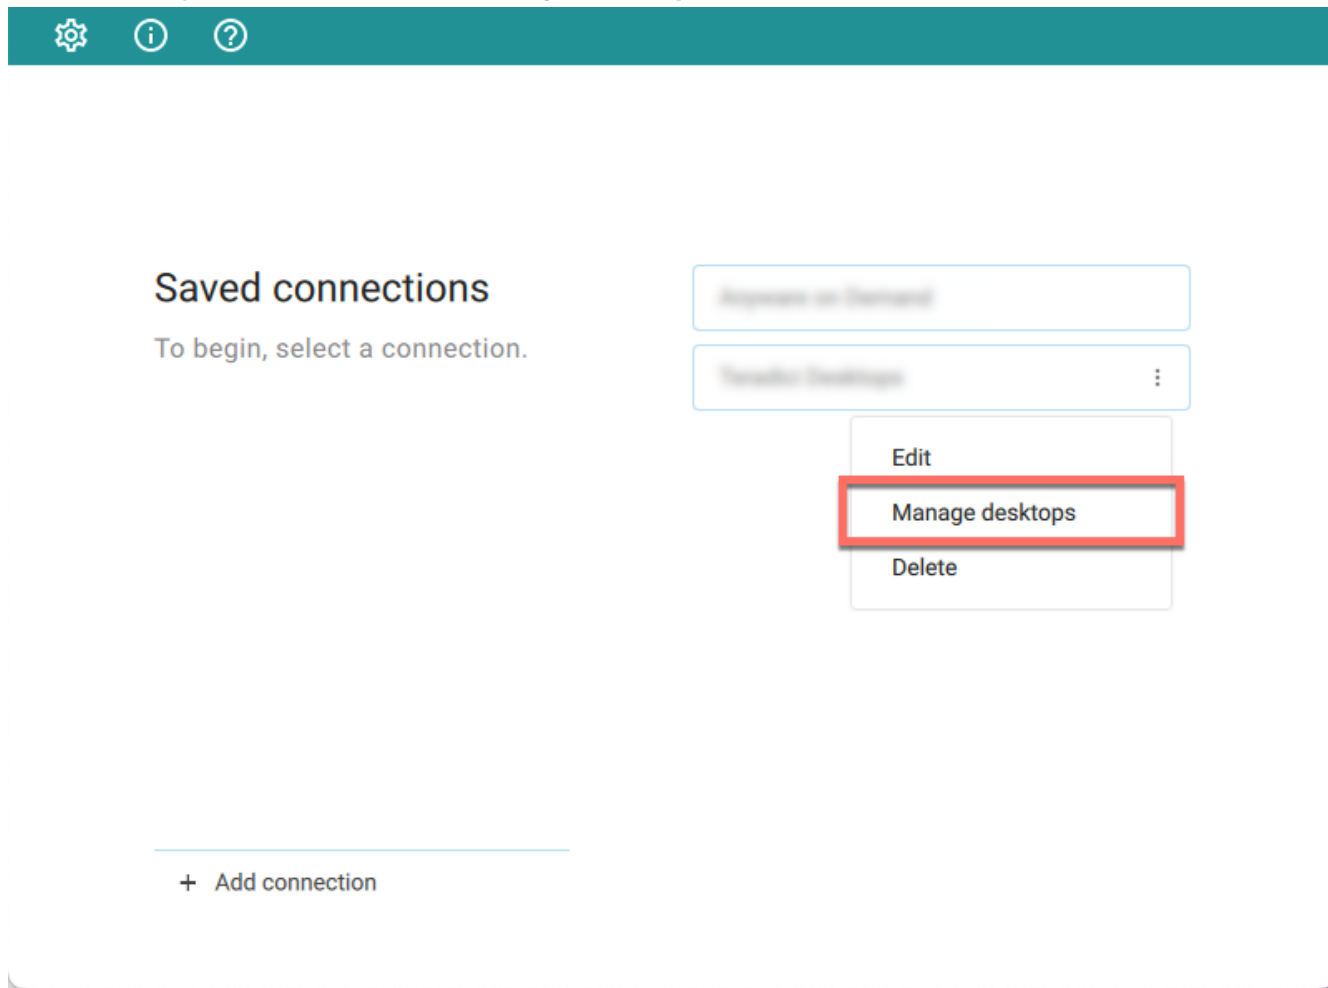 Saved connections
To begin, select a connection.
Edit
Manage desktops
Delete
+ Add connection